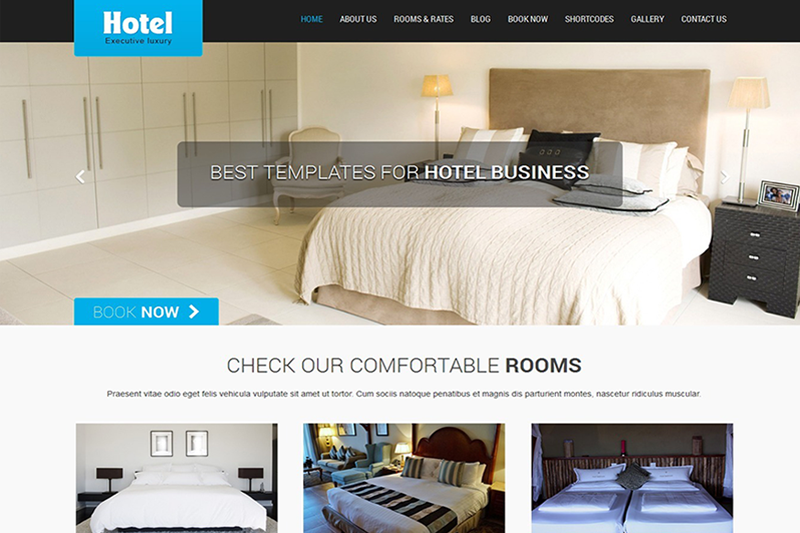 Hotel
Executive luxury
HOME ABOUT US ROOMS & RATES BLOG BOOK NOW SHORTCODES GALLERY CONTACT US
BEST TEMPLATES FOR HOTEL BUSINESS
BOOK NOW
CHECK OUR COMFORTABLE ROOMS
Praesent vitae odio eget felis vehicula vulputate sit amet ut tortor. Cum sociis natoque penatibus et magnis dis parturient montes, nascetur ridiculus muscular.